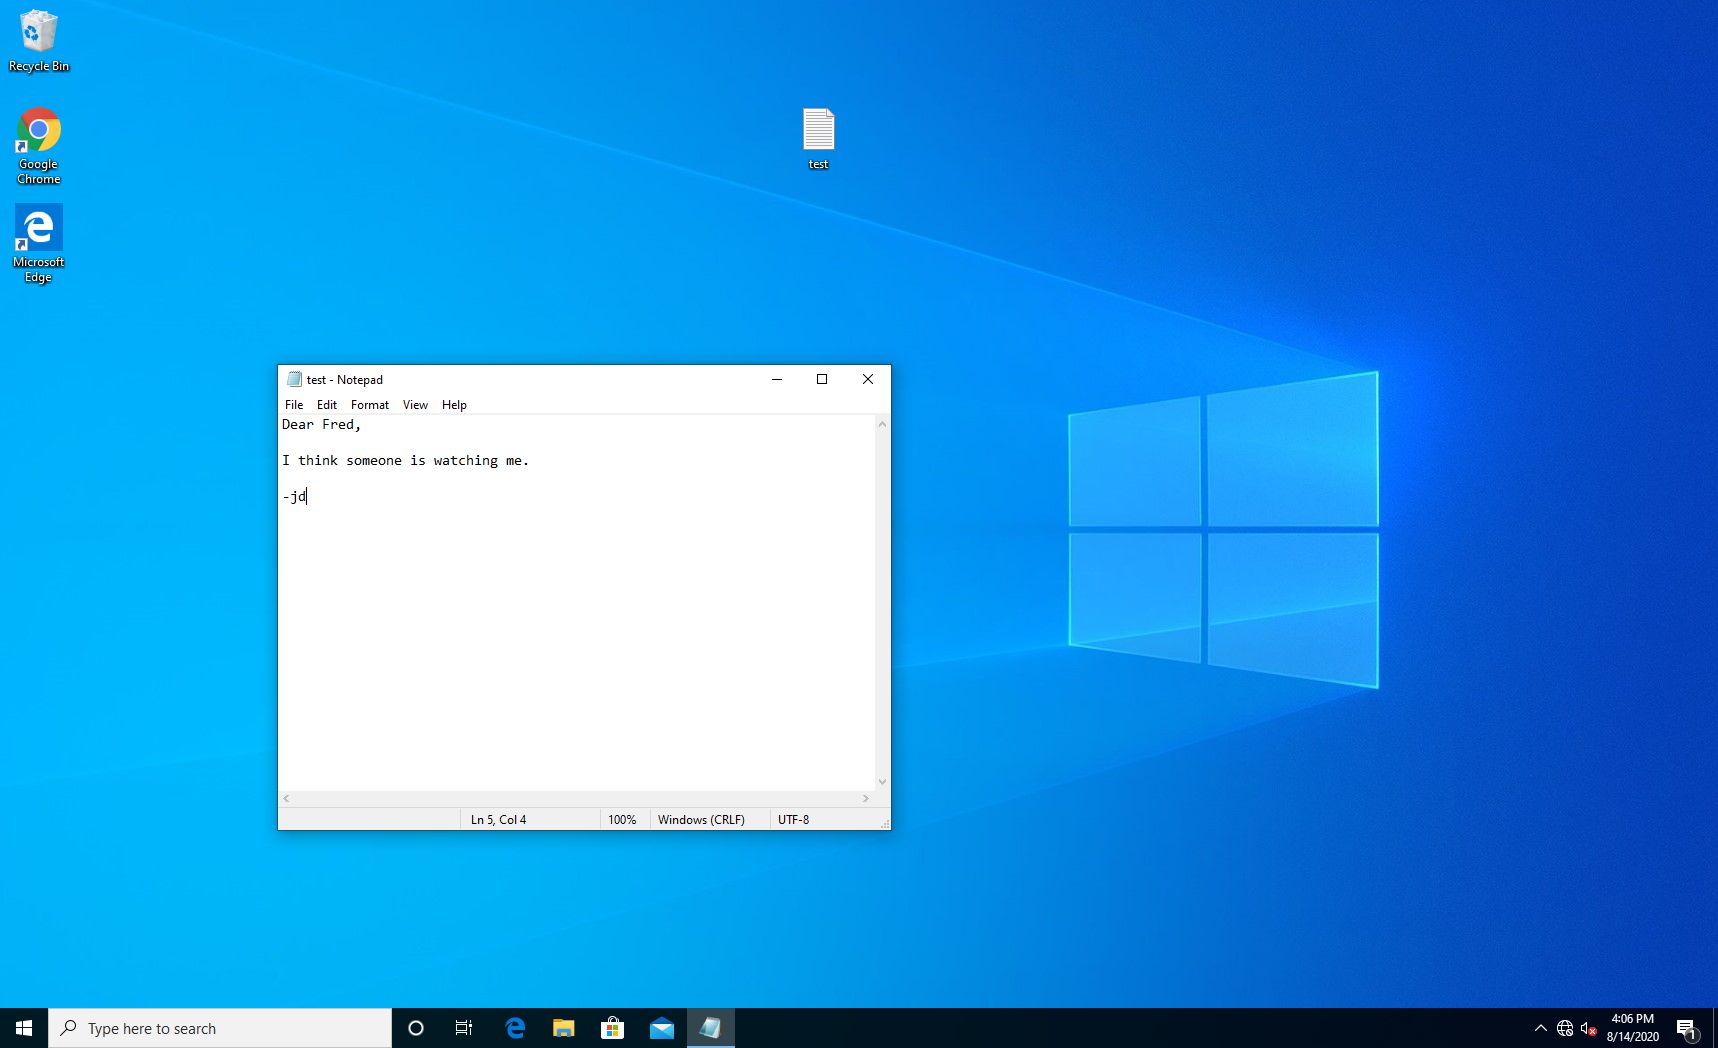 Recycle Bin
Google
Chrome
Microsoft
Edge
test
test - Notepad
File Edit Format View Help
Dear Fred,
I think someone is watching me.
-jd
Ln 5, Col 4 100% Windows (CRLF) UTF-8
Type here to search
4:06 PM
8/14/2020
1